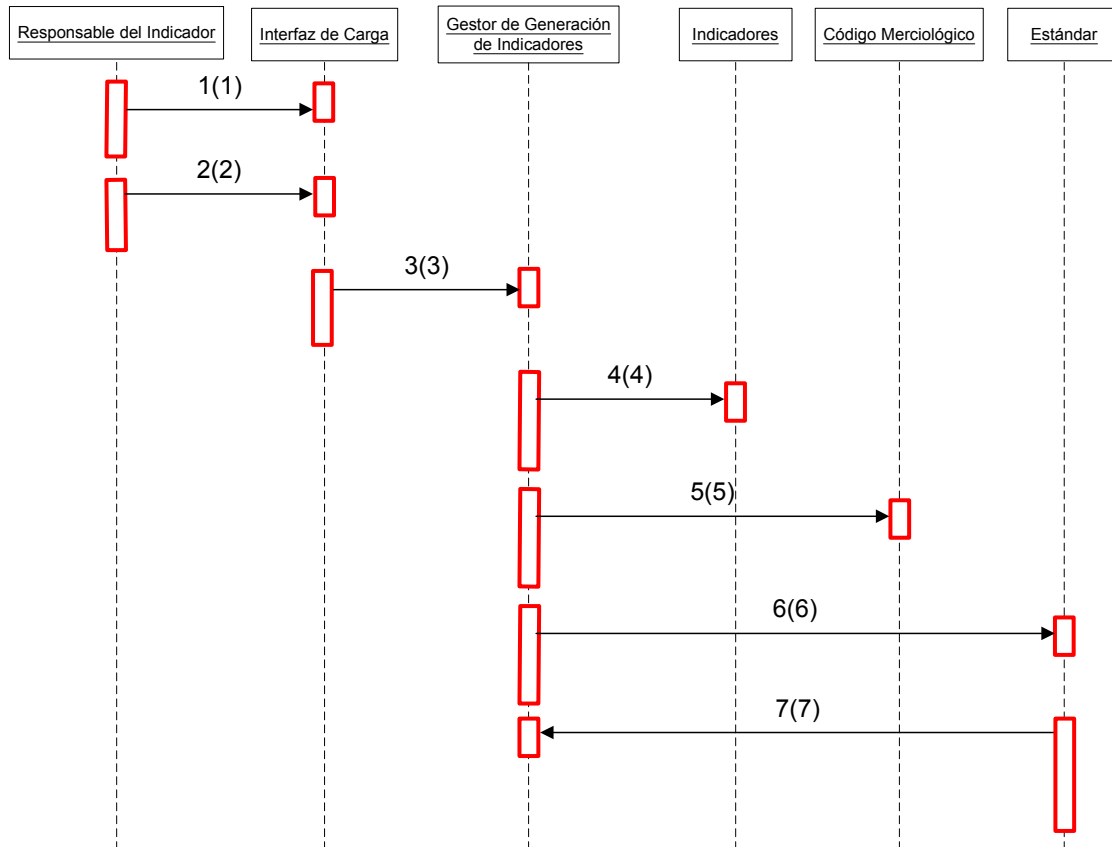 Responsable del Indicador
Interfaz de Carga
Gestor de Generación
de Indicadores
Indicadores
Código Merciológico
Estándar
1(1)
2(2)
3(3)
4(4)
5(5)
6(6)
7(7)